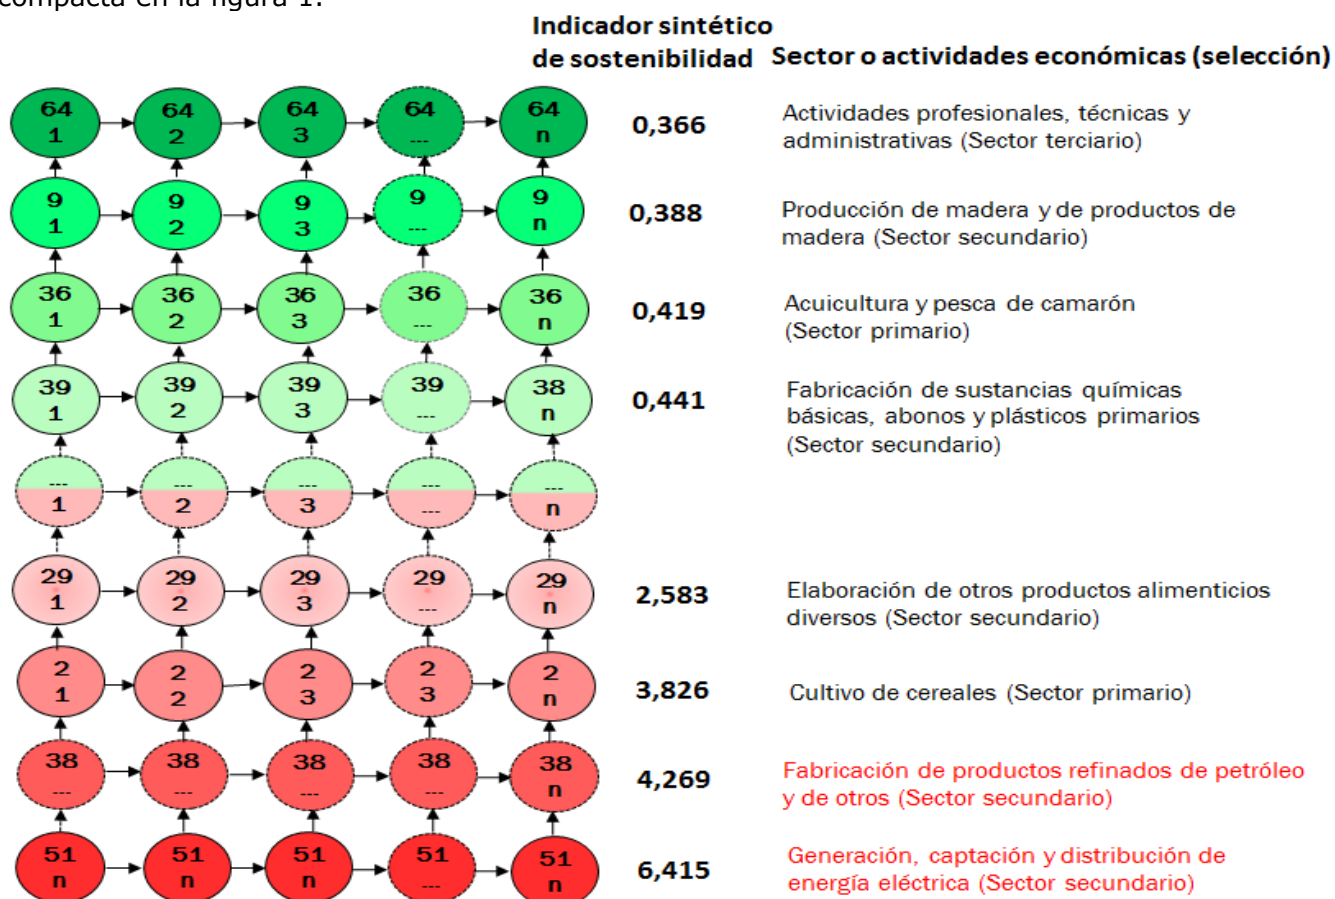 compacta en la figura 1:
Indicador sintético
de sostenibilidad Sector o actividades económicas (selección)
64 64 64 64 64
1 2 3 ... n
0,366
Actividades profesionales, técnicas y
administrativas (Sector terciario)
9 9 9 9 9
1 2 3 ... n
0,388
Producción de madera y de productos de
madera (Sector secundario)
36 36 36 36 36
1 2 3 ... n
0,419
Acuicultura y pesca de camarón
(Sector primario)
39 39 39 39 38
1 2 3 ... n
0,441
Fabricación de sustancias químicas
básicas, abonos y plásticos primarios
(Sector secundario)
... ... ... ... ...
1 2 3 ... n
29 29 29 29 29
1 2 3 ... n
2,583
Elaboración de otros productos alimenticios
diversos (Sector secundario)
2 2 2 2 2
1 2 3 3 n
3,826
Cultivo de cereales (Sector primario)
38 38 38 38 38
... ... ... ... n
4,269
Fabricación de productos refinados de petróleo
y de otros (Sector secundario)
51 51 51 51 51
n n n ... n
6,415
Generación, captación y distribución de
energía eléctrica (Sector secundario)